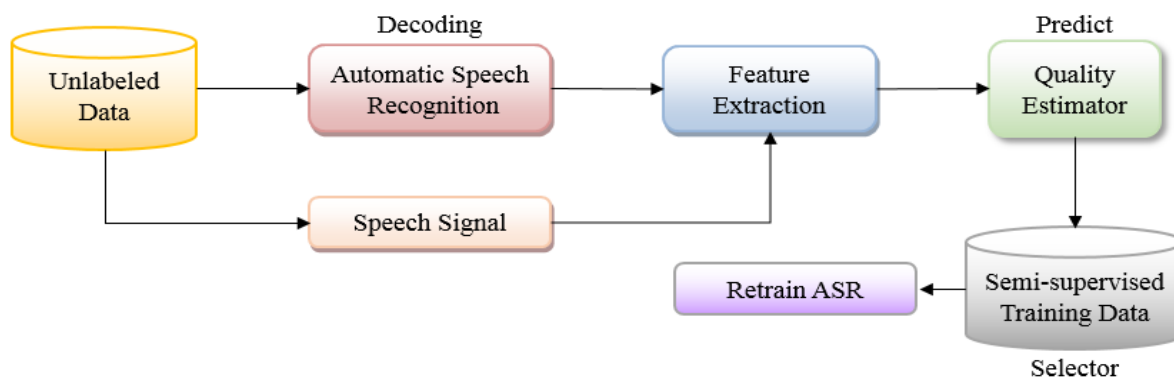 Decoding
Predict
Unlabeled
Data
Automatic Speech
Recognition
Feature
Extraction
Quality
Estimator
Speech Signal
Retrain ASR
Semi-supervised
Training Data
Selector